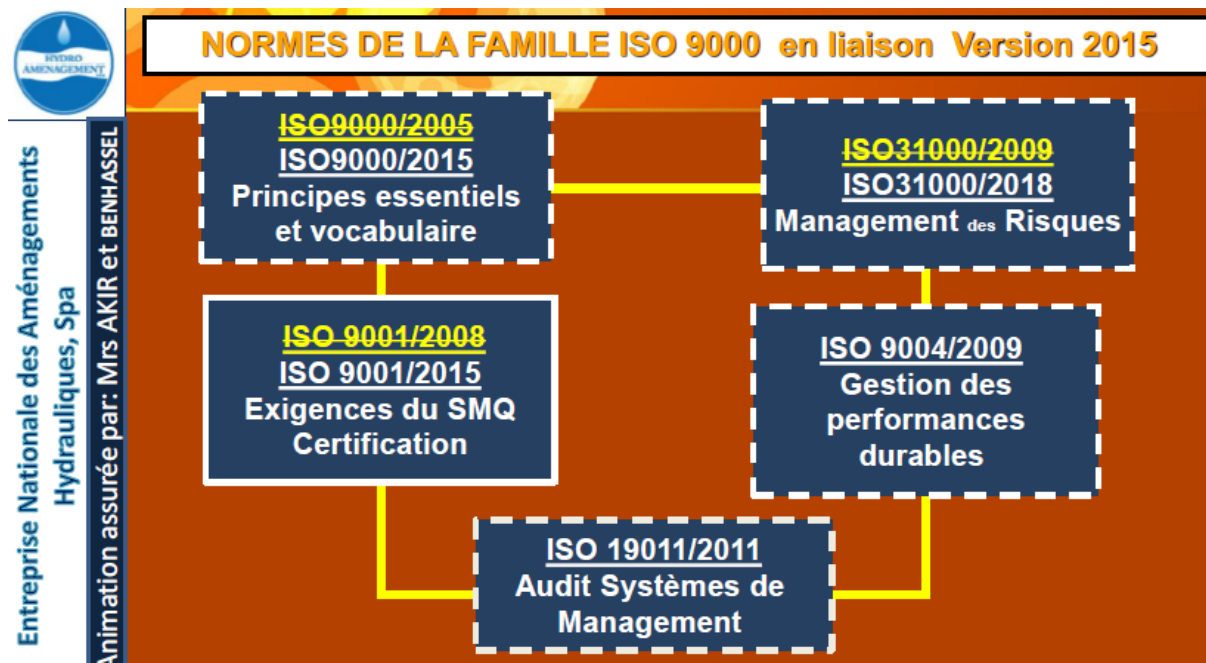 HYDRO
AMENAGEMENT
NORMES DE LA FAMILLE ISO 9000 en liaison Version 2015
Entreprise Nationale des Aménagements
Hydrauliques, Spa
Animation assurée par: Mrs AKIR et BENHASSEL
ISO9000/2005
ISO9000/2015
Principes essentiels
et vocabulaire
ISO31000/2009
ISO31000/2018
Management des Risques
ISO 9001/2008
ISO 9001/2015
Exigences du SMQ
Certification
ISO 9004/2009
Gestion des
performances
durables
ISO 19011/2011
Audit Systèmes de
Management